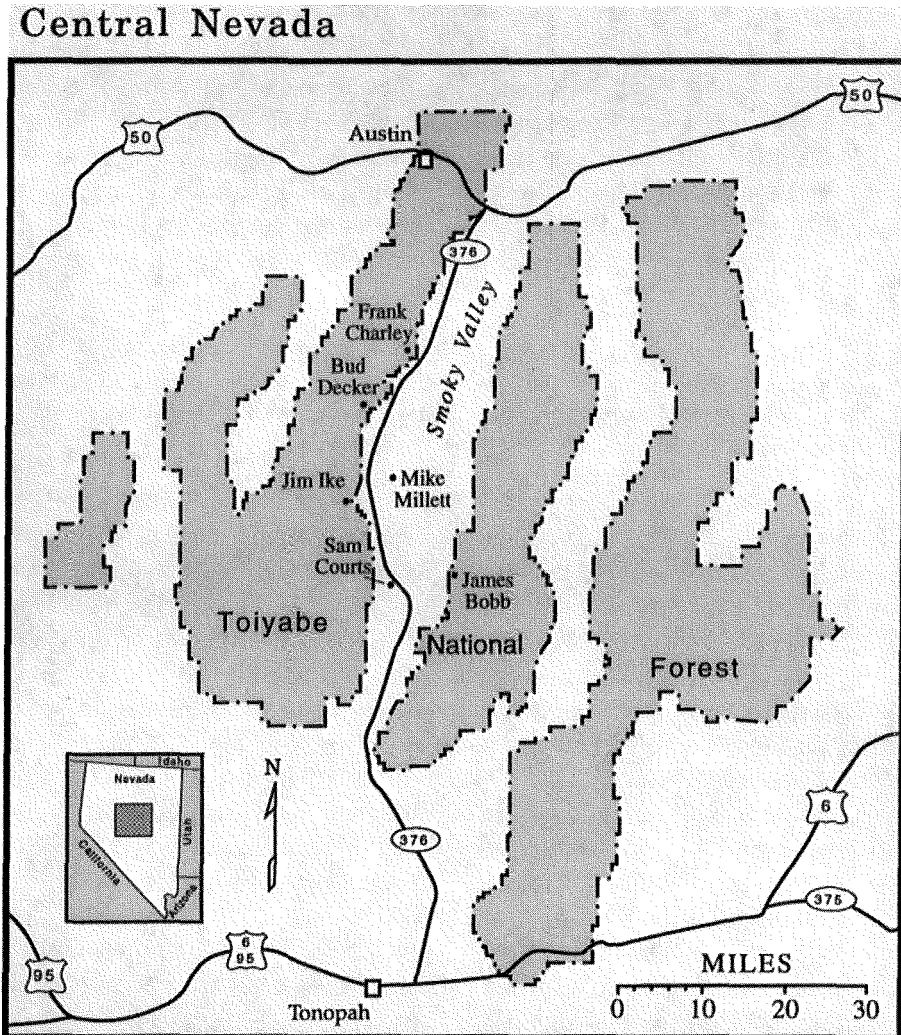 Central Nevada
50
50
Austin
376
Smoky Valley
Frank
Charley
Bud
Decker
Jim Ike
Mike
Millett
Sam
Courts
James
Bobb
Toiyabe
National
Forest
Idaho
Nevada
Utah
California
Arizona
N
376
6
375
95
6
95
Tonopah
MILES
0 10 20 30